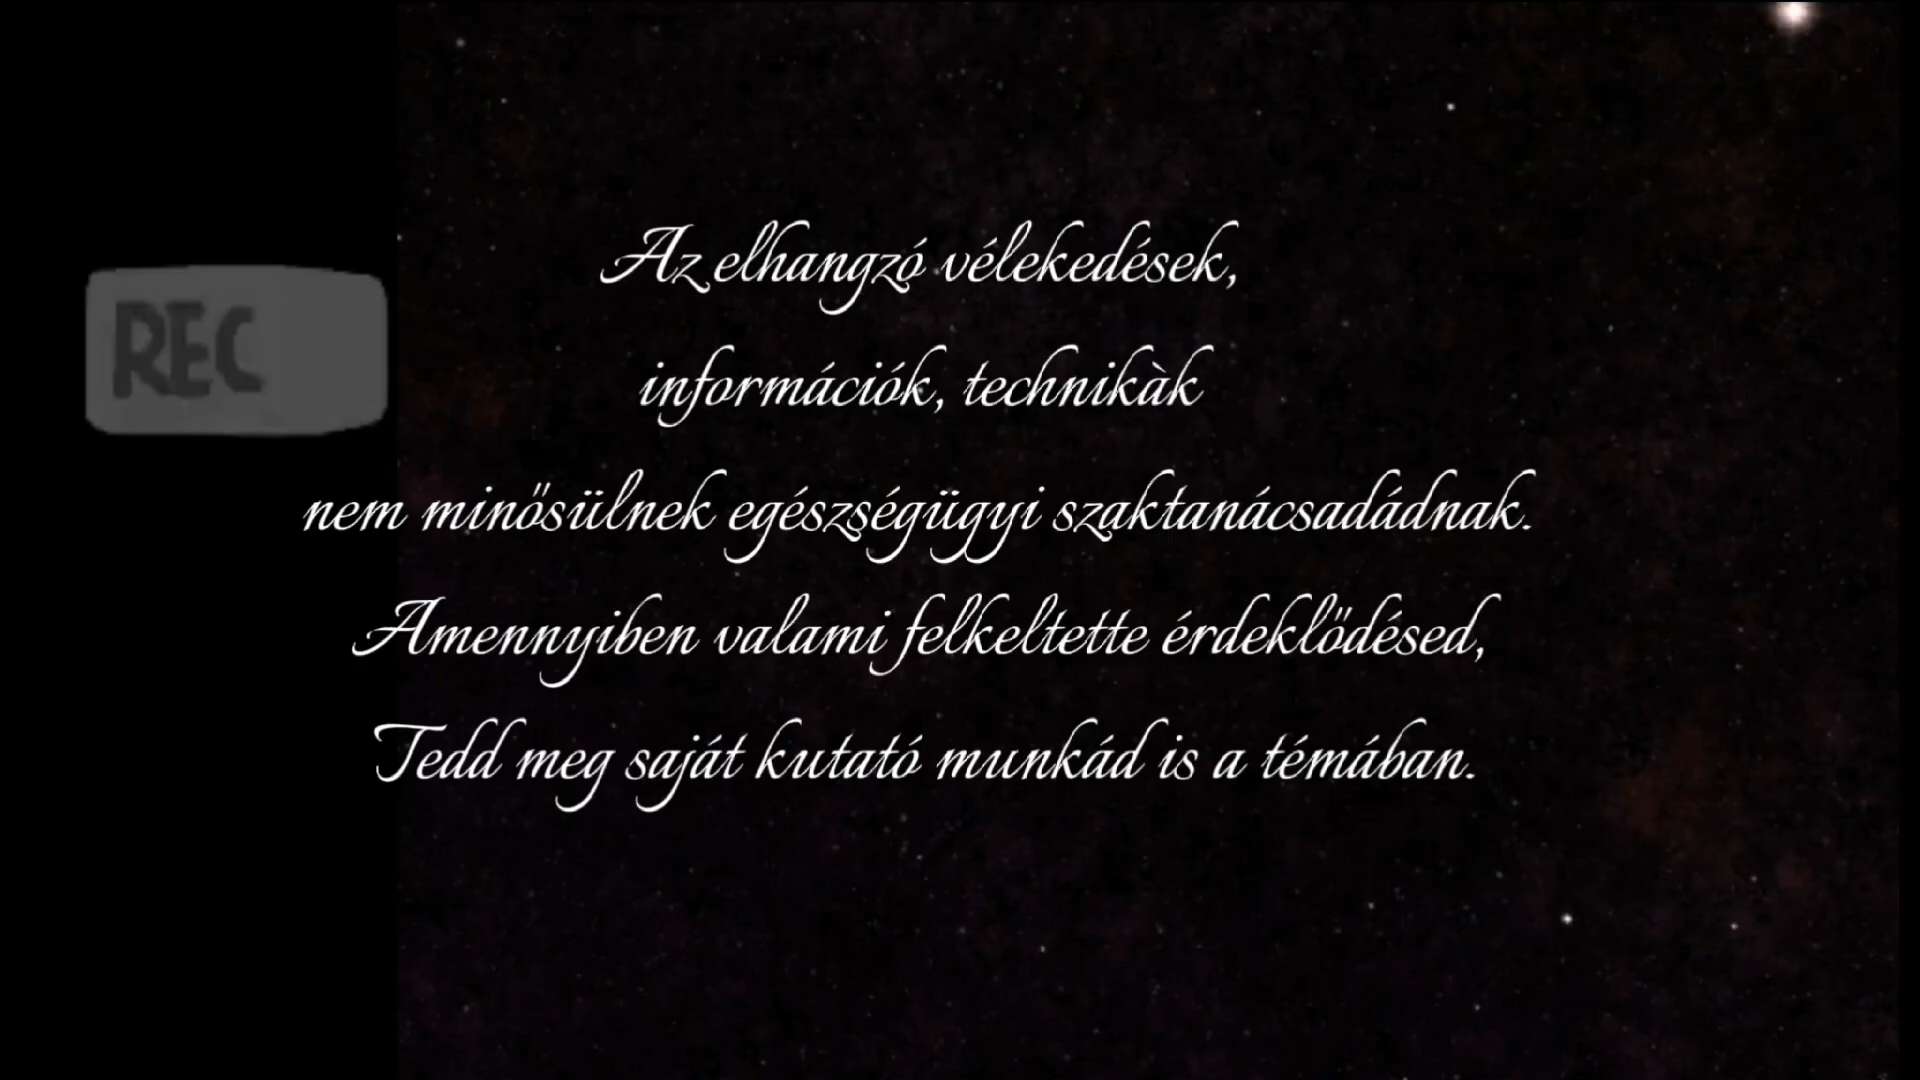 REC
Az elhangzó vélekedések,
információk, technikàk
nem minősülnek egészségügyi szaktanácsadádnak.
Amennyiben valami felkeltette érdeklődésed,
Tedd meg saját kutató munkád is a témában.